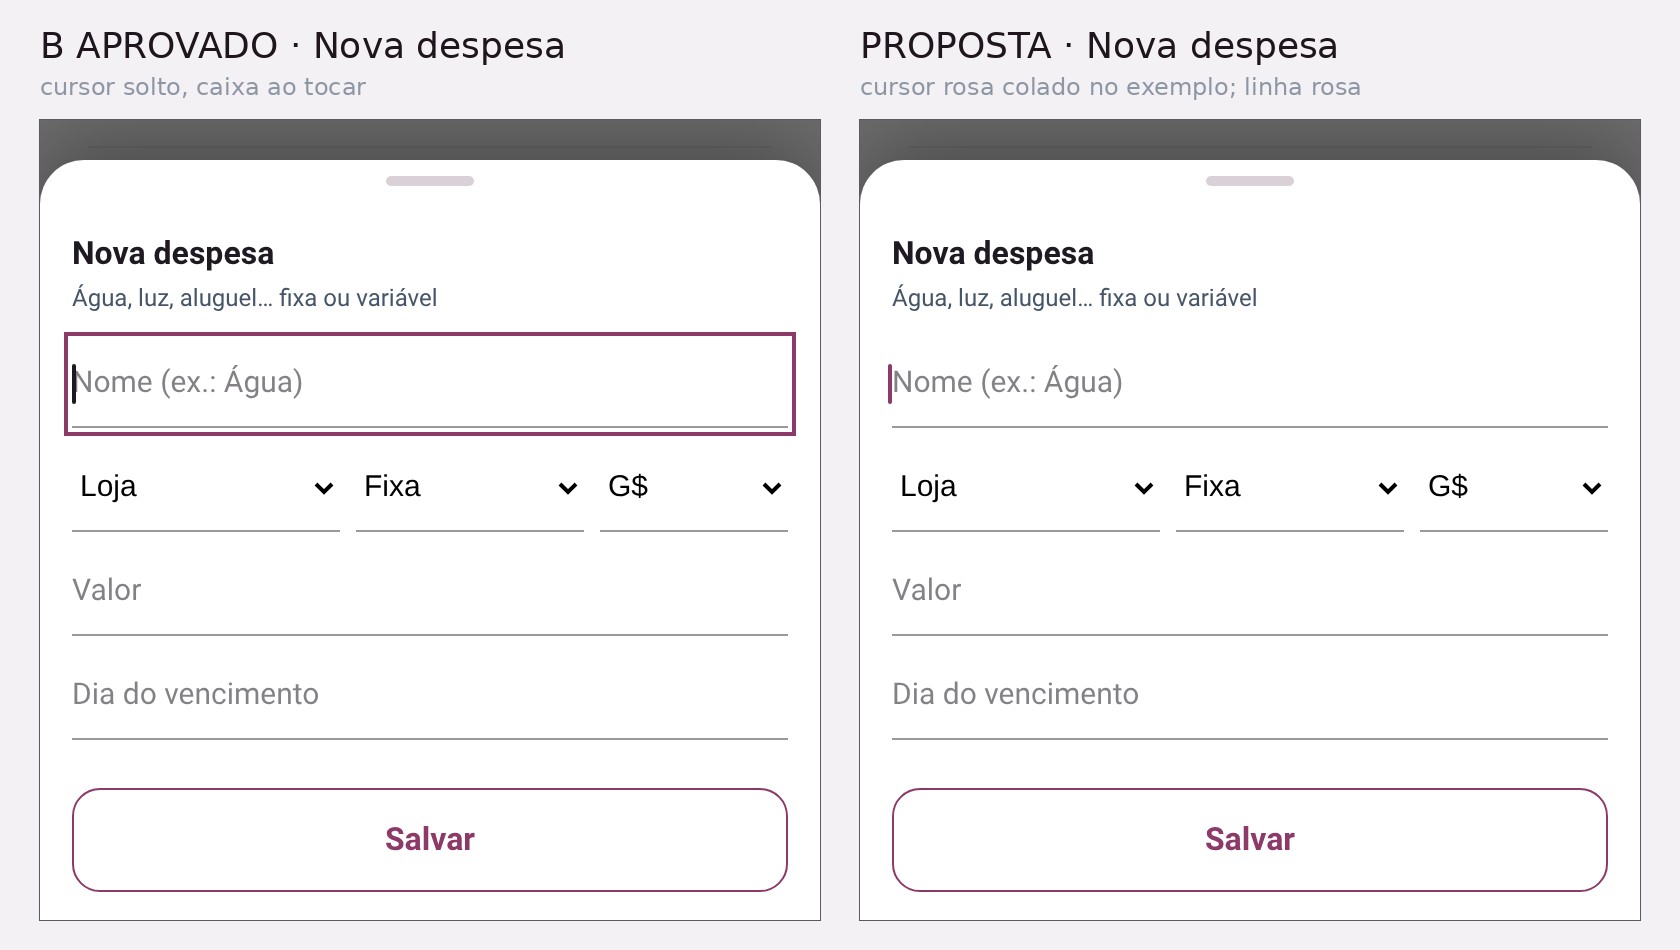 B APROVADO · Nova despesa
cursor solto, caixa ao tocar
Nova despesa
Água, luz, aluguel... fixa ou variável
Nome (ex.: Água)
Loja Fixa G$
Valor
Dia do vencimento
Salvar
PROPOSTA · Nova despesa
cursor rosa colado no exemplo; linha rosa
Nova despesa
Água, luz, aluguel... fixa ou variável
Nome (ex.: Água)
Loja Fixa G$
Valor
Dia do vencimento
Salvar